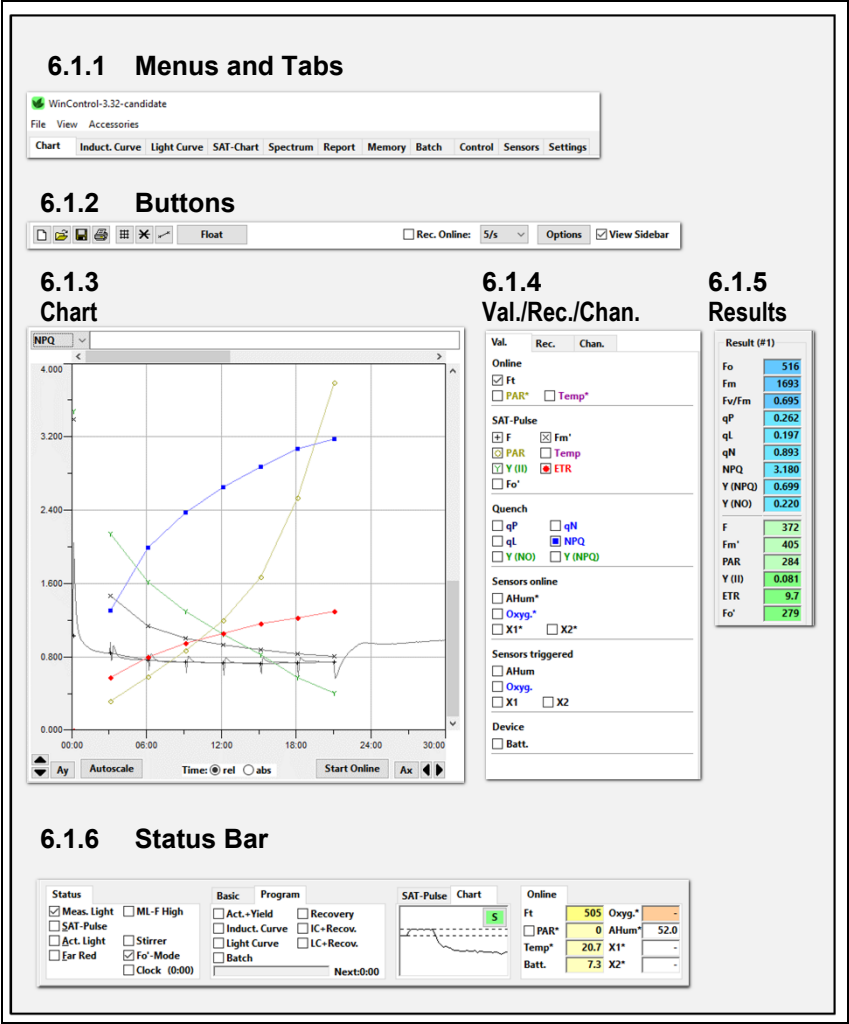 6.1.1 Menus and Tabs
WinControl-3.32-candidate
File View Accessories
Chart Induct. Curve Light Curve SAT-Chart Spectrum Report Memory Batch Control Sensors Settings
6.1.2 Buttons
Float Rec. Online: 5/s Options View Sidebar
6.1.3
Chart
NPQ
4.000
3.200
2.400
1.600
0.800
0.000
00:00 06:00 12:00 18:00 24:00 30:00
Ay Autoscale Time: rel abs Start Online Ax
6.1.4
Val./Rec./Chan.
Val. Rec. Chan.
Online
Ft
PAR* Temp*
SAT-Pulse
F Fm'
PAR Temp
Y (II) ETR
Fo'
Quench
qP qN
qL NPQ
Y (NO) Y (NPQ)
Sensors online
AHum*
Oxyg.*
X1* X2*
Sensors triggered
AHum
Oxyg.
X1 X2
Device
Batt.
6.1.5
Results
Result (#1)
Fo 516
Fm 1693
Fv/Fm 0.695
qP 0.262
qL 0.197
qN 0.893
NPQ 3.180
Y (NPQ) 0.699
Y (NO) 0.220
F 372
Fm' 405
PAR 284
Y (II) 0.081
ETR 9.7
Fo' 279
6.1.6 Status Bar
Status
Meas. Light ML-F High
SAT-Pulse
Act. Light Stirrer
Far Red Fo'-Mode
Clock (0:00)
Basic Program
Act.+Yield Recovery
Induct. Curve IC+Recov.
Light Curve LC+Recov.
Batch
Next:0:00
SAT-Pulse Chart
S
Online
Ft 505 Oxyg.* -
PAR* 0 AHum* 52.0
Temp* 20.7 X1* -
Batt. 7.3 X2* -